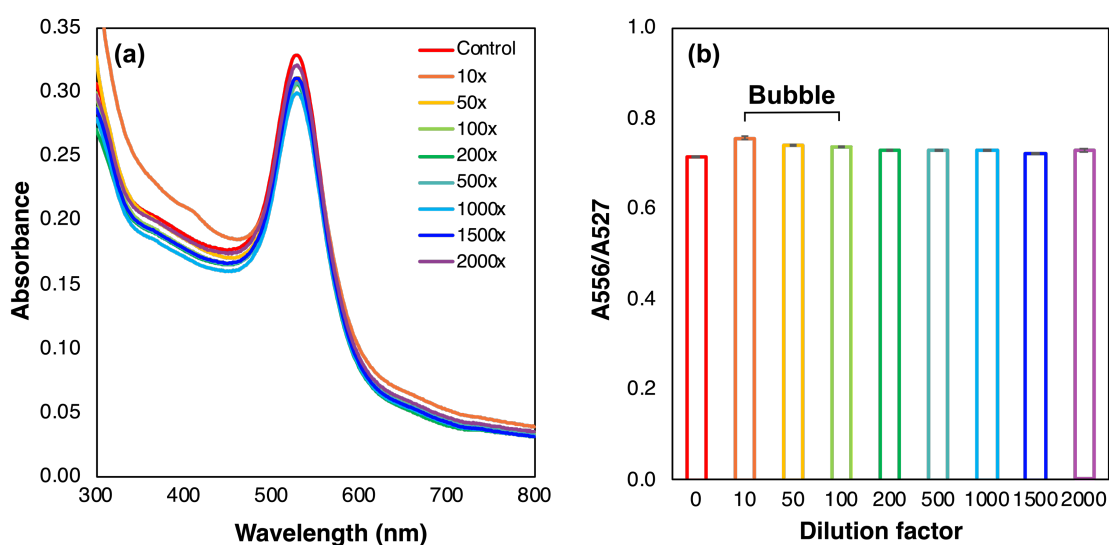 (a)
0.35
0.30
0.25
0.20
0.15
0.10
0.05
0.00
Absorbance
300 400 500 600 700 800
Wavelength (nm)
Control
10x
50x
100x
200x
500x
1000x
1500x
2000x
(b)
Bubble
1.0
0.8
0.6
0.4
0.2
0.0
A556/A527
0 10 50 100 200 500 1000 1500 2000
Dilution factor